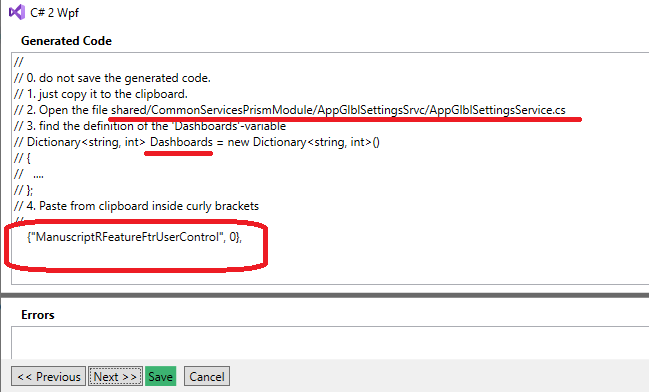 C# 2 Wpf
Generated Code
//
// 0. do not save the generated code.
// 1. just copy it to the clipboard.
// 2. Open the file shared/CommonServicesPrismModule/AppGlblSettingsSrvc/AppGlblSettingsService.cs
// 3. find the definition of the 'Dashboards'-variable
// Dictionary<string, int> Dashboards = new Dictionary<string, int>()
// {
//    ....
// };
// 4. Paste from clipboard inside curly brackets
//
{"ManuscriptRFeatureFtrUserControl", 0},
Errors
<< Previous Next >> Save Cancel